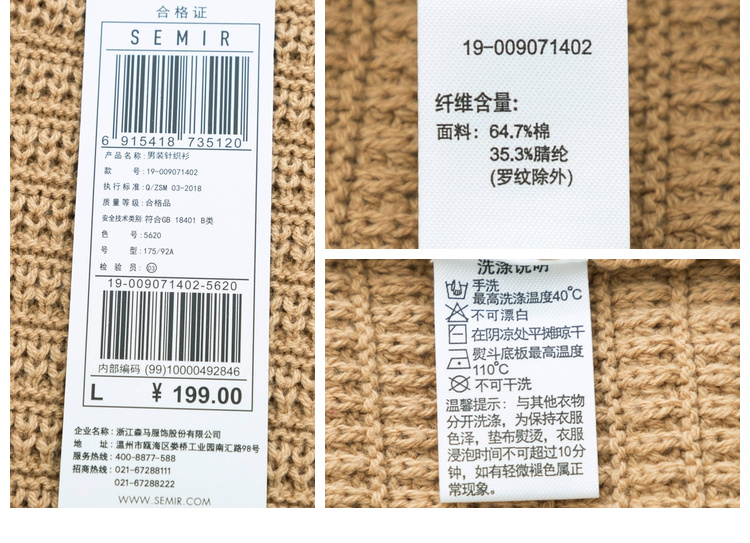 合格证
SEMIR
6 915418 735120
产品名称:男装针织衫
款 号:19-009071402
执行标准:Q/ZSM 03-2018
质量等级:合格品
安全技术类别:符合GB 18401 B类
色 号:5620
号 型:175/92A
检验员:03
19-009071402-5620
内部编码 (99)10000492846
L ¥ 199.00
企业名称:浙江森马服饰股份有限公司
地 址:温州市瓯海区娄桥工业园南汇路98号
服务热线:400-8877-588
招商热线:021-67288111
021-67288222
WWW.SEMIR.COM
19-009071402
纤维含量:
面料: 64.7%棉
35.3%腈纶
(罗纹除外)
洗涤说明
手洗
最高洗涤温度40℃
不可漂白
在阴凉处平摊晾干
熨斗底板最高温度
110℃
不可干洗
温馨提示:与其他衣物
分开洗涤,为保持衣服
色泽,垫布熨烫,衣服
浸泡时间不可超过10分
钟,如有轻微褪色属正
常现象。